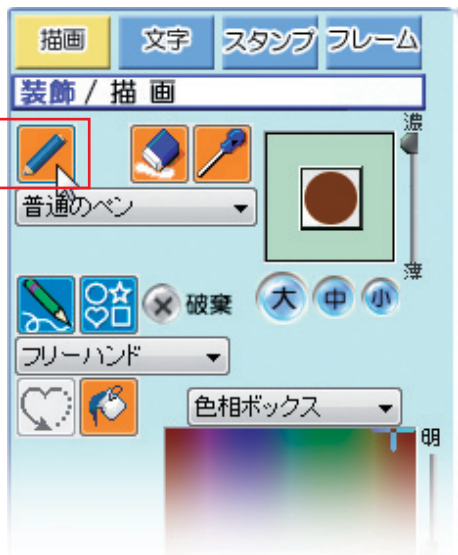 描画 文字 スタンプ フレーム
装飾 / 描 画
濃
普通のペン
薄
破棄 大 中 小
フリーハンド
色相ボックス
明